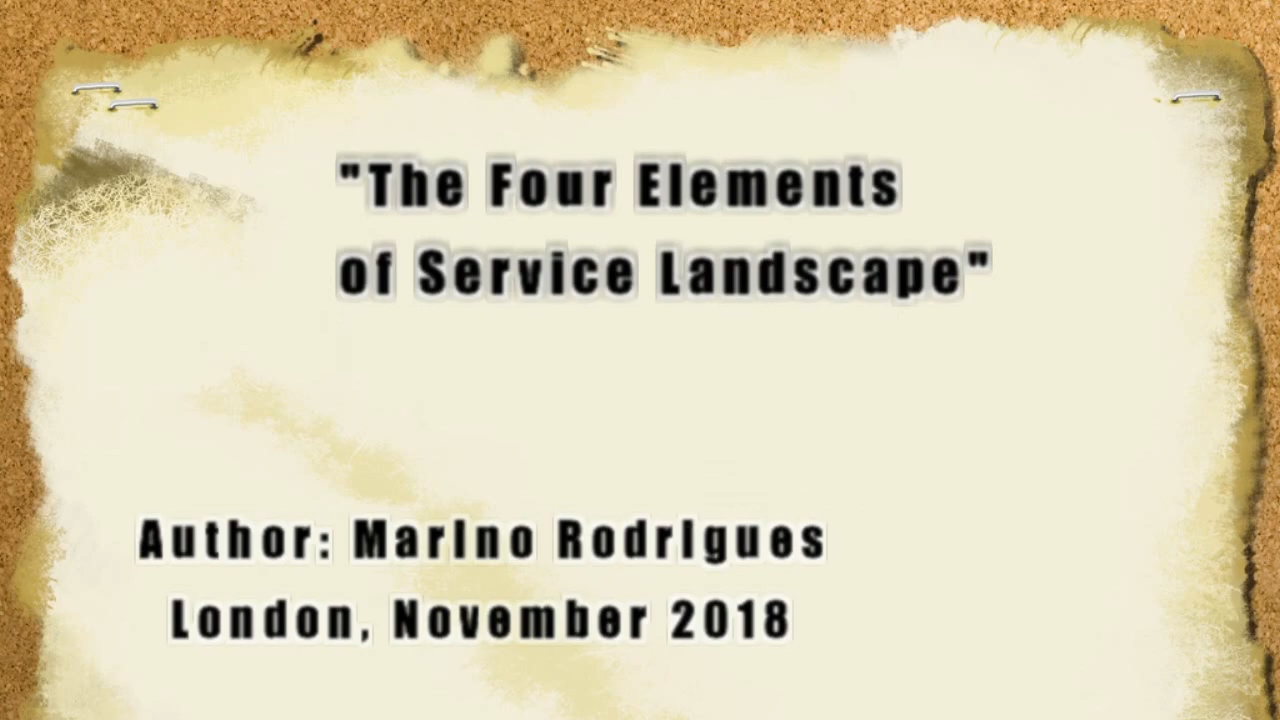 "The Four Elements
of Service Landscape"
Author: Marino Rodrigues
London, November 2018